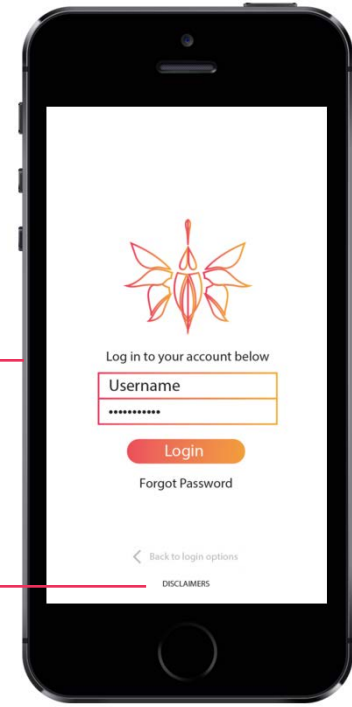 Log in to your account below
Username
•••••••••••
Login
Forgot Password
Back to login options
DISCLAIMERS